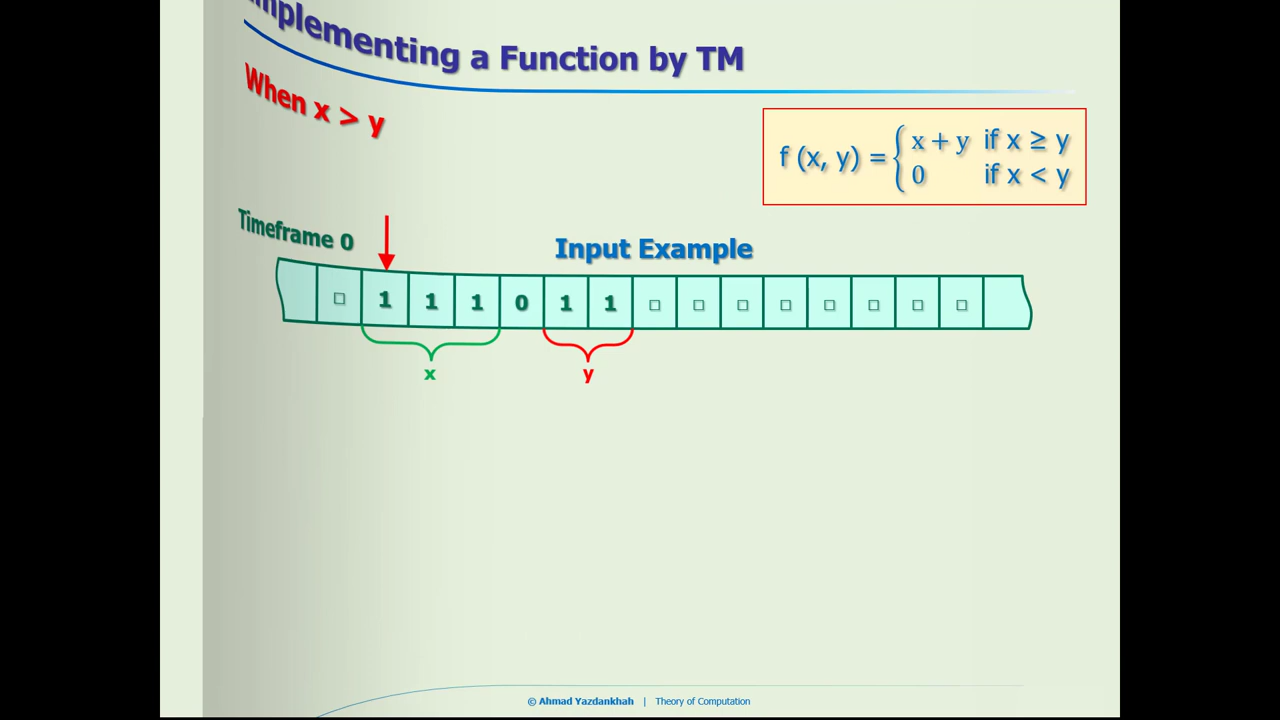 Implementing a Function by TM
When x > y
f (x, y) = { x + y if x ≥ y
0 if x < y
Timeframe 0
Input Example
□ 1 1 1 0 1 1 □ □ □ □ □ □ □ □
x y
© Ahmad Yazdankhah | Theory of Computation